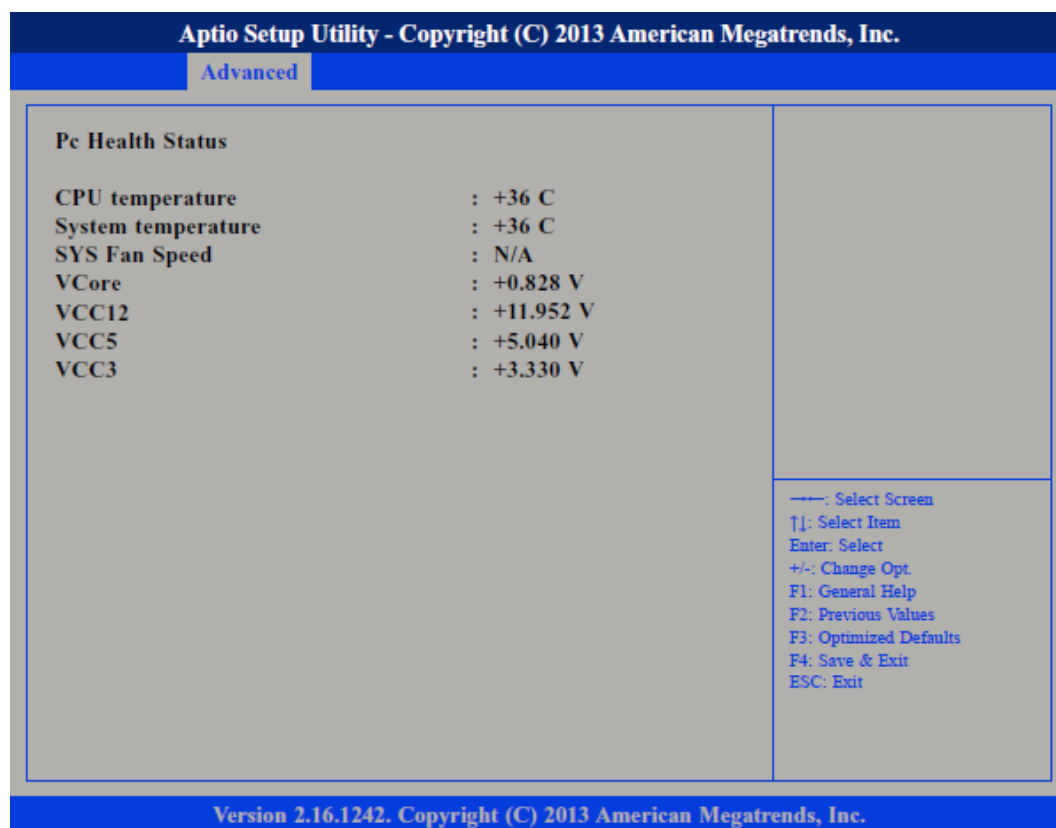 Aptio Setup Utility - Copyright (C) 2013 American Megatrends, Inc.
Advanced
Pc Health Status
CPU temperature : +36 C
System temperature : +36 C
SYS Fan Speed : N/A
VCore : +0.828 V
VCC12 : +11.952 V
VCC5 : +5.040 V
VCC3 : +3.330 V
→←: Select Screen
↑↓: Select Item
Enter: Select
+/-: Change Opt.
F1: General Help
F2: Previous Values
F3: Optimized Defaults
F4: Save & Exit
ESC: Exit
Version 2.16.1242. Copyright (C) 2013 American Megatrends, Inc.